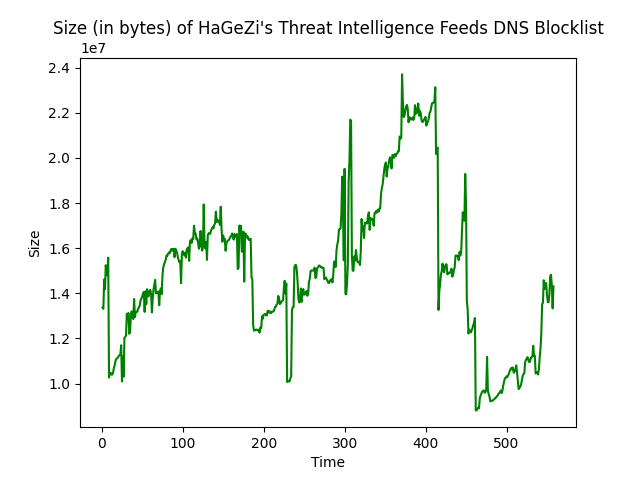 Size (in bytes) of HaGeZi's Threat Intelligence Feeds DNS Blocklist
1e7
2.4
2.2
2.0
1.8
1.6
1.4
1.2
1.0
Size
0 100 200 300 400 500
Time